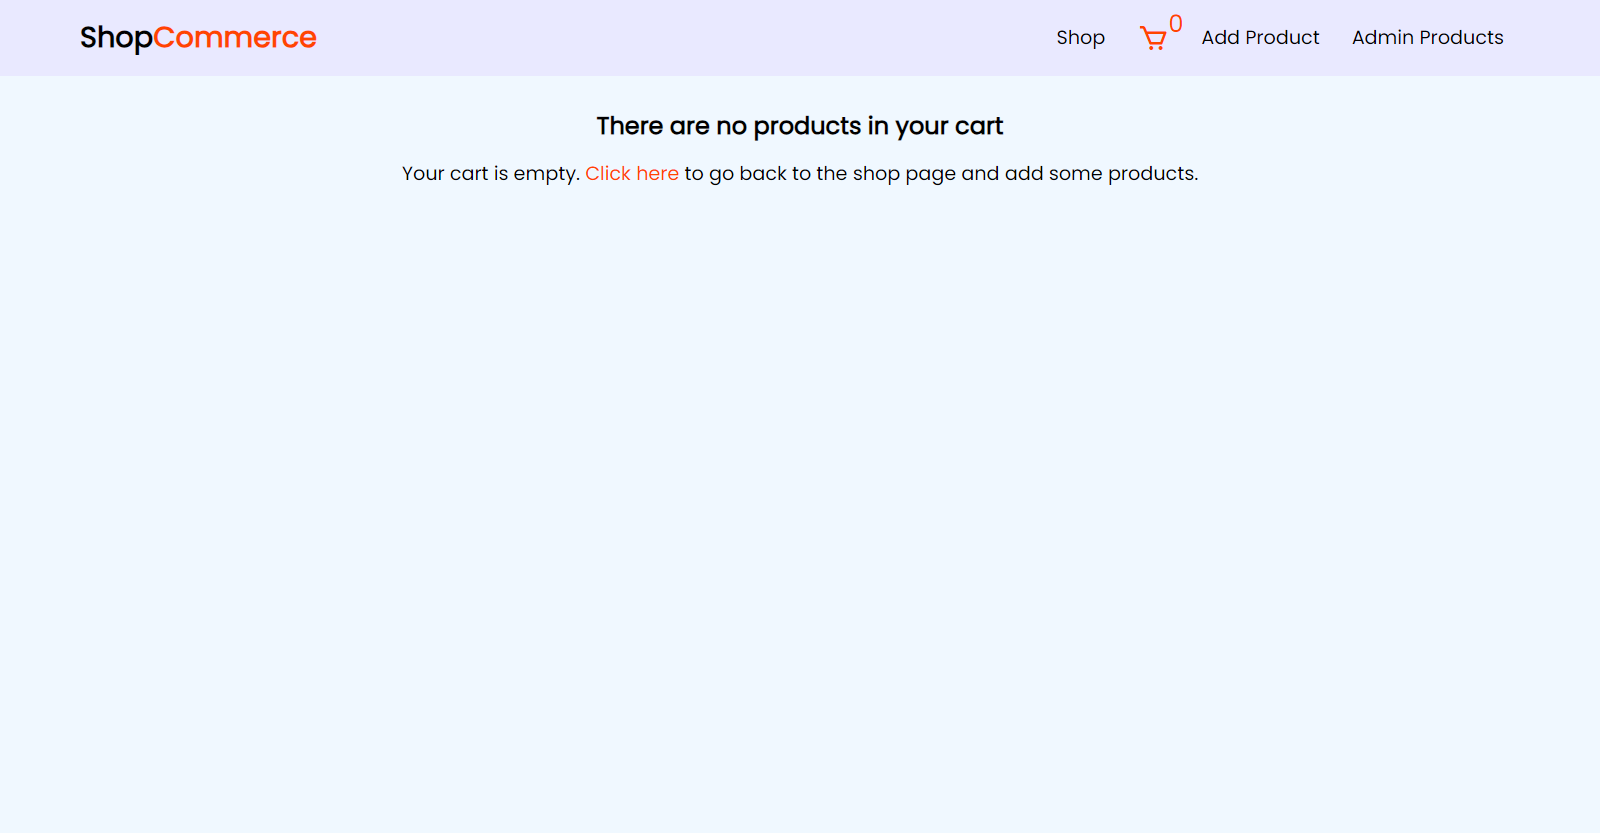 ShopCommerce Shop 0 Add Product Admin Products
There are no products in your cart
Your cart is empty. Click here to go back to the shop page and add some products.